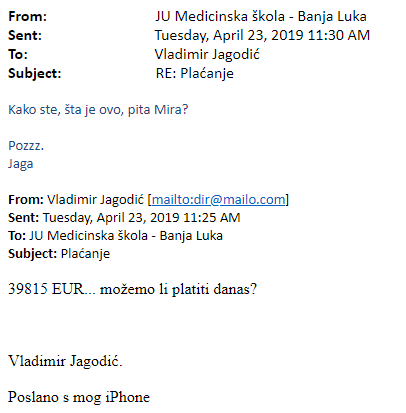 From: JU Medicinska škola - Banja Luka
Sent: Tuesday, April 23, 2019 11:30 AM
To: Vladimir Jagodić
Subject: RE: Plaćanje
Kako ste, šta je ovo, pita Mira?
Pozzz.
Jaga
From: Vladimir Jagodić [mailto:dir@mailo.com]
Sent: Tuesday, April 23, 2019 11:25 AM
To: JU Medicinska škola - Banja Luka
Subject: Plaćanje
39815 EUR... možemo li platiti danas?
Vladimir Jagodić.
Poslano s mog iPhone